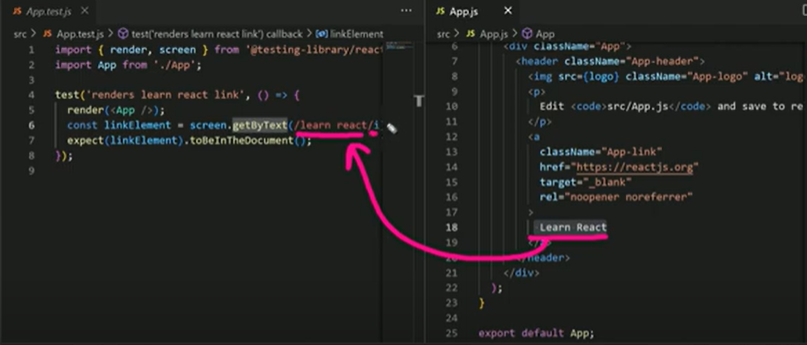 JS App.test.js
src > JS App.test.js > test('renders learn react link') callback > linkElement
1 import { render, screen } from '@testing-library/reac
2 import App from './App';
3
4 test('renders learn react link', () => {
5 render(<App />);
6 const linkElement = screen.getByText(/learn react/i
7 expect(linkElement).toBeInTheDocument();
8 });
9
T
JS App.js
src > JS App.js > App
6 <div className="App">
7 <header className="App-header">
8 <img src={logo} className="App-logo" alt="log
9 <p>
10 Edit <code>src/App.js</code> and save to re
11 </p>
12 <a
13 className="App-link"
14 href="https://reactjs.org"
15 target="_blank"
16 rel="noopener noreferrer"
17 >
18 Learn React
19
20 </header>
21 </div>
22 );
23 }
24
25 export default App;